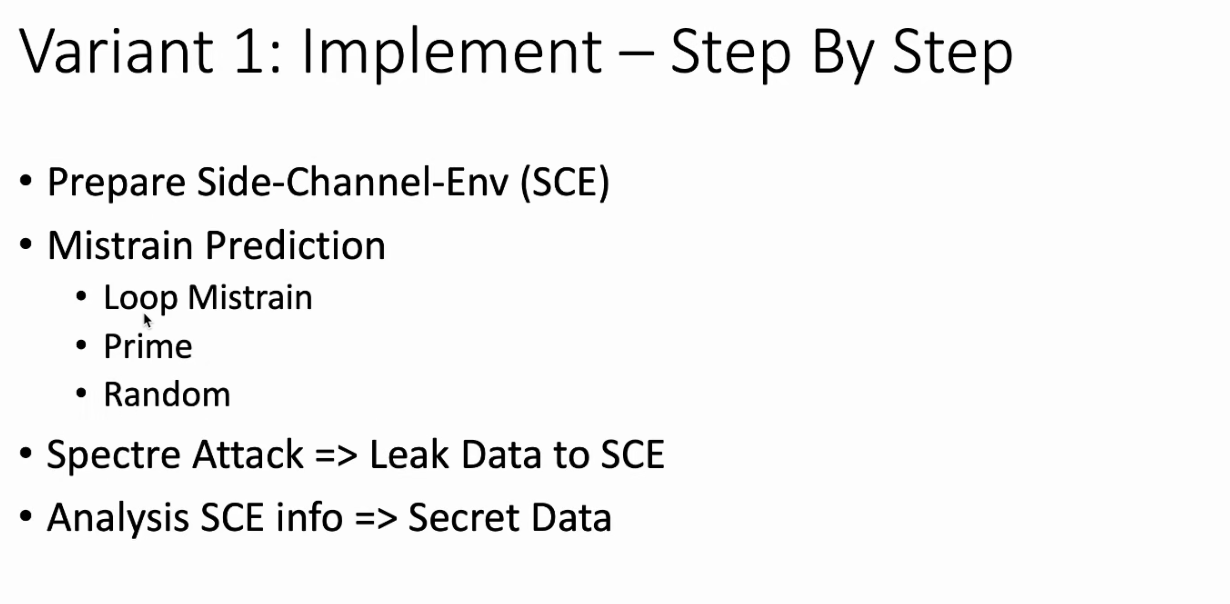 Variant 1: Implement – Step By Step
• Prepare Side-Channel-Env (SCE)
• Mistrain Prediction
• Loop Mistrain
• Prime
• Random
• Spectre Attack => Leak Data to SCE
• Analysis SCE info => Secret Data